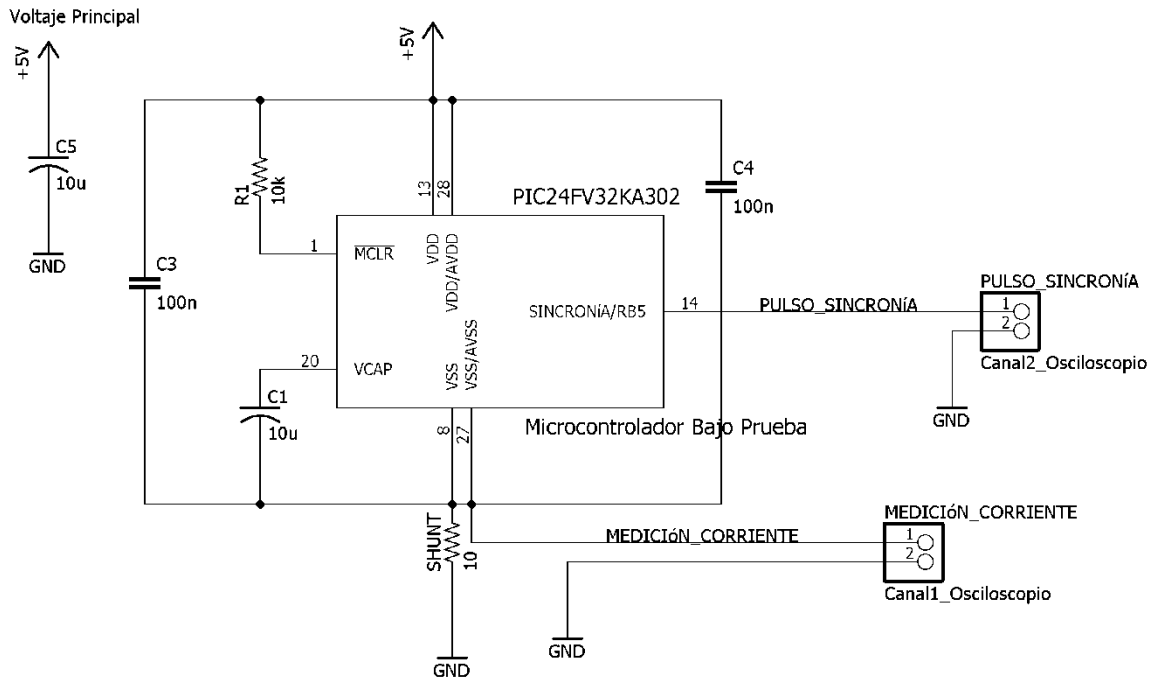 Voltaje Principal
+5V
C5
10u
GND
+5V
R1
10k
C3
100n
C4
100n
13
28
PIC24FV32KA302
1
MCLR
VDD
VDD/AVDD
SINCRONíA/RB5
14
PULSO_SINCRONíA
PULSO_SINCRONíA
1
2
Canal2_Osciloscopio
GND
20
VCAP
VSS
VSS/AVSS
C1
10u
8
27
Microcontrolador Bajo Prueba
SHUNT
10
MEDICIóN_CORRIENTE
MEDICIóN_CORRIENTE
1
2
Canal1_Osciloscopio
GND
GND